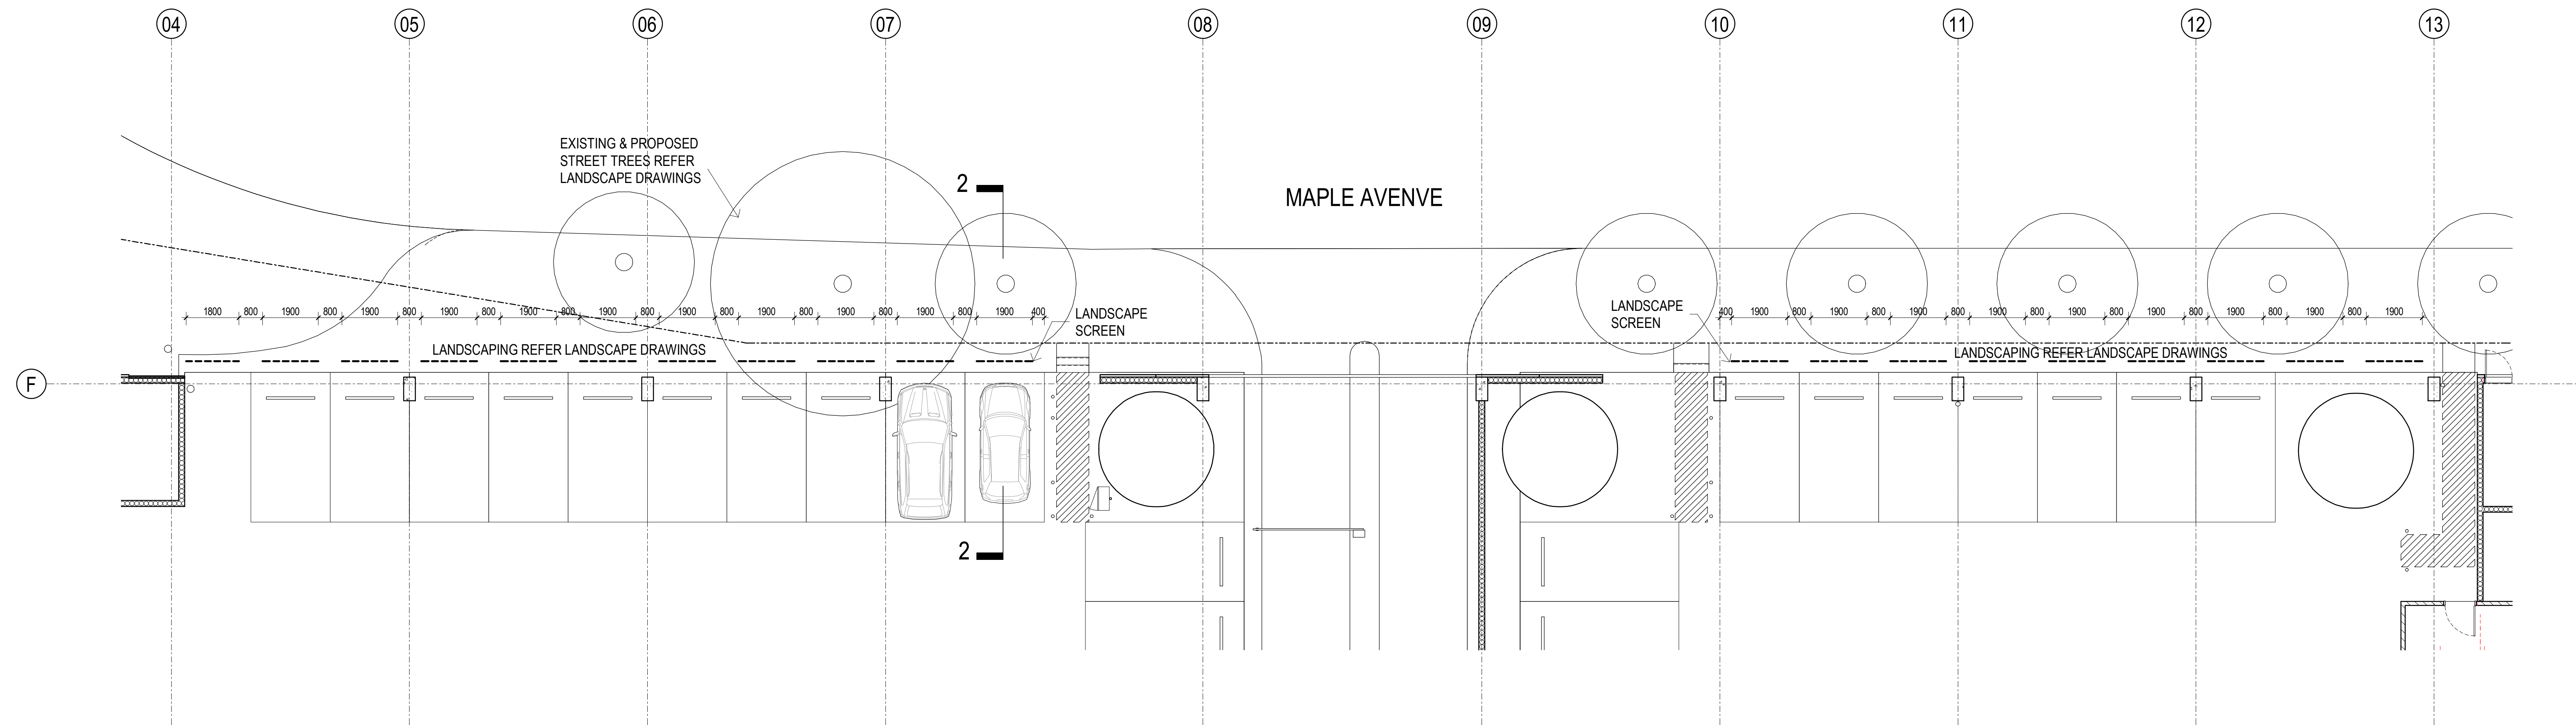 04 05 06 07 08 09 10 11 12 13
EXISTING & PROPOSED
STREET TREES REFER
LANDSCAPE DRAWINGS
2
MAPLE AVENVE
1800 800 1900 800 1900 800 1900 800 1900 800 1900 800 1900 800 1900 800 1900 800 1900 800 1900 400
LANDSCAPE
SCREEN
LANDSCAPE
SCREEN
400 1900 800 1900 800 1900 800 1900 800 1900 800 1900 800 1900 800 1900 800 1900
LANDSCAPING REFER LANDSCAPE DRAWINGS
LANDSCAPING REFER LANDSCAPE DRAWINGS
F
2